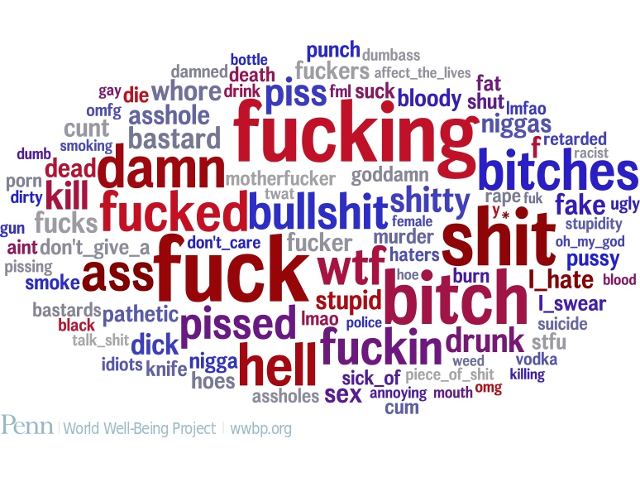 punch
dumbass
bottle
damned
death
fuckers
affect_the_lives
gay
die
whore
drink
piss
fml
suck
bloody
fat
shut
lmfao
omfg
asshole
fucking
niggas
cunt
bastard
f
retarded
smoking
racist
dumb
damn
motherfucker
goddamn
bitches
dead
porn
twat
rape
fuk
dirty
kill
fucked
bullshit
shitty
y*
fake
ugly
gun
fucks
female
shit
stupidity
aint
don't_give_a
don't_care
fucker
murder
oh_my_god
haters
pussy
pissing
smoke
ass
fuck
wtf
hoe
bitch
burn
I_hate
blood
stupid
I_swear
bastards
pathetic
pissed
lmao
police
suicide
black
talk_shit
dick
fuckin
drunk
stfu
idiots
knife
nigga
hell
weed
vodka
hoes
sick_of
piece_of_shit
killing
assholes
sex
annoying
mouth
omg
cum
Penn | World Well-Being Project | wwbp.org